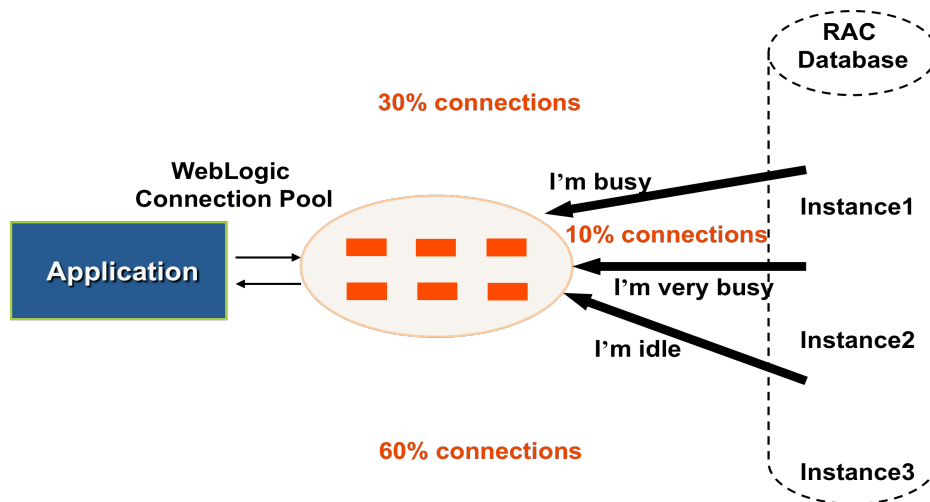 RAC
Database
30% connections
WebLogic
Connection Pool
I’m busy
Instance1
10% connections
Application
I’m very busy
Instance2
I’m idle
60% connections
Instance3